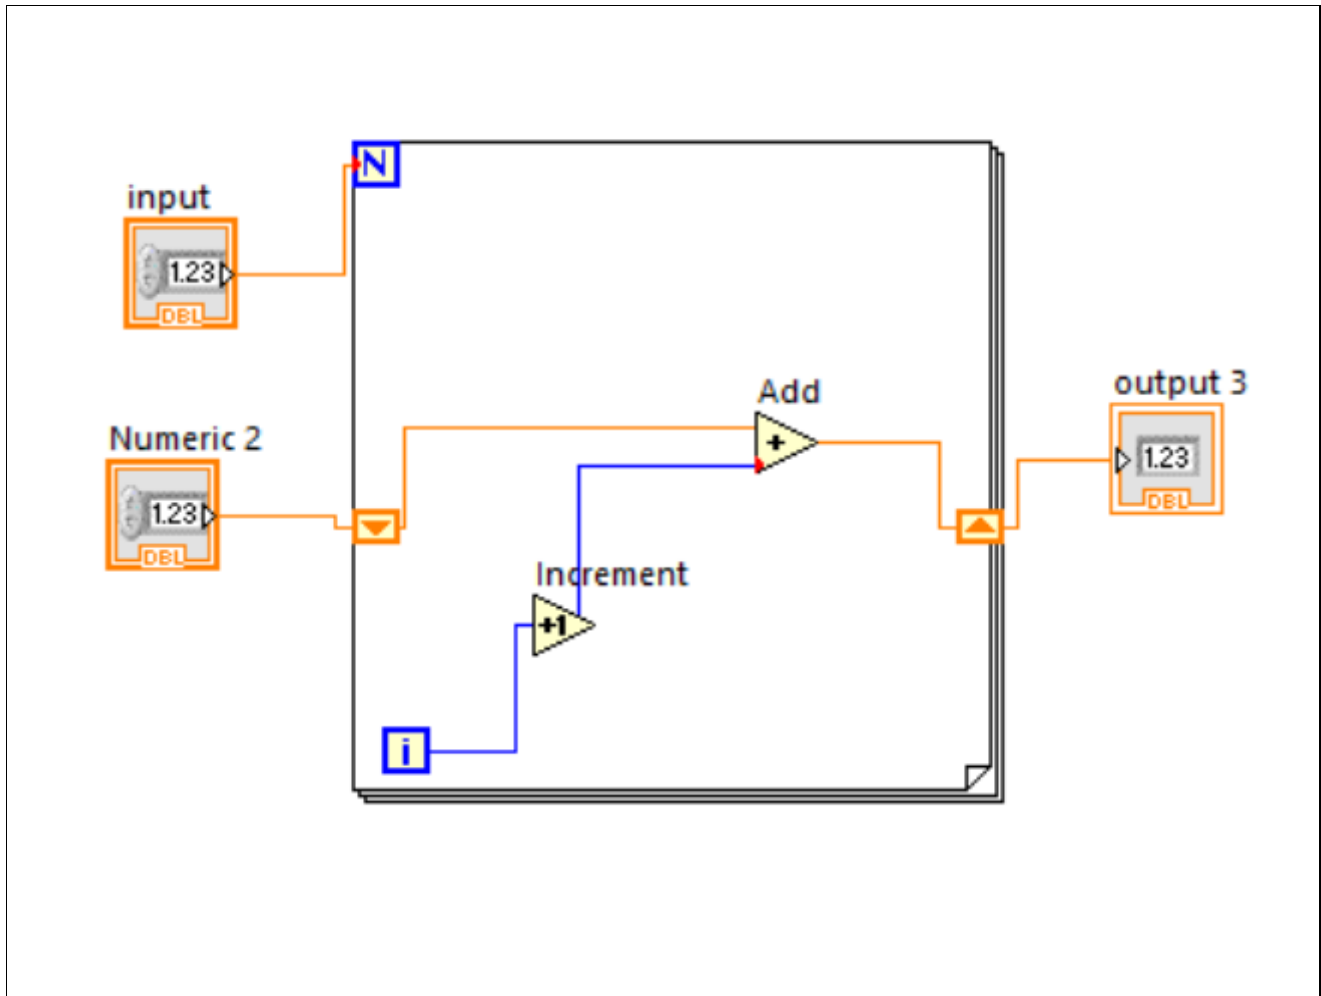 N
input
1.23
DBL
Add
+
output 3
1.23
DBL
Numeric 2
1.23
DBL
Increment
+1
i